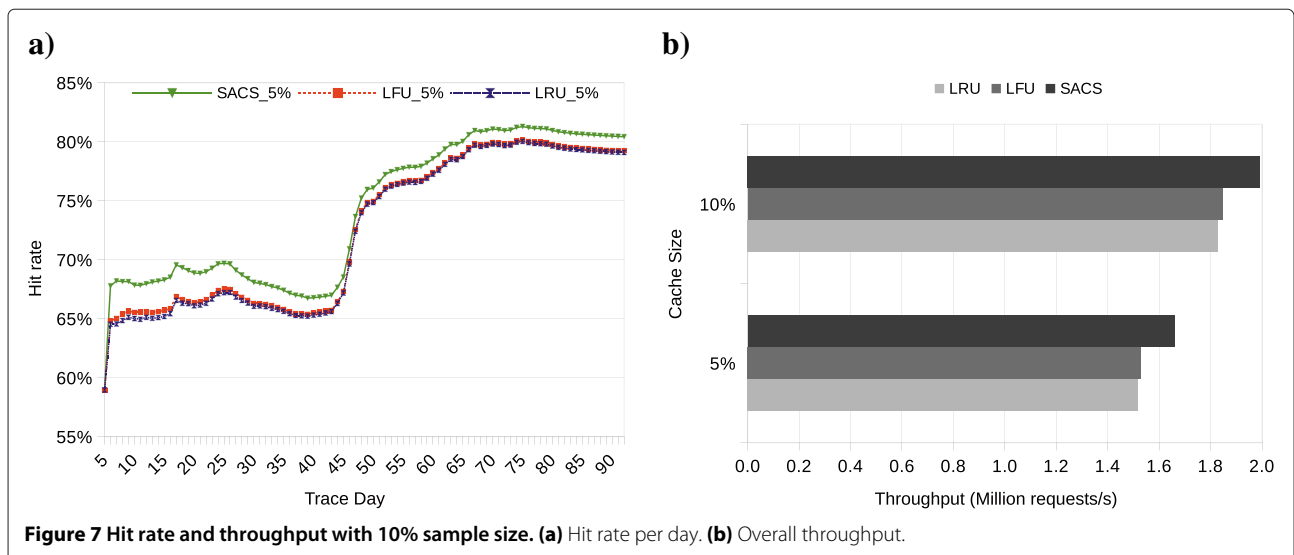 a)
85%
80%
75%
70%
65%
60%
55%
Hit rate
SACS_5% LFU_5% LRU_5%
5 10 15 20 25 30 35 40 45 50 55 60 65 70 75 80 85 90
Trace Day
b)
LRU LFU SACS
Cache Size
10%
5%
0.0 0.2 0.4 0.6 0.8 1.0 1.2 1.4 1.6 1.8 2.0
Throughput (Million requests/s)
Figure 7 Hit rate and throughput with 10% sample size. (a) Hit rate per day. (b) Overall throughput.